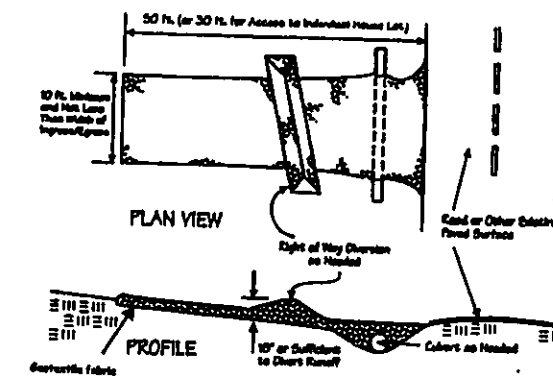 50 ft. (or 30 ft. for Access to Individual House Lot)
10 ft. Minimum
and Not Less
Than Width of
Ingress/Egress
PLAN VIEW
Right of Way Diversion
as Needed
Road or Other Existing
Paved Surface
Geotextile fabric
PROFILE
18" or Sufficient
to Divert Runoff
Culvert as Needed